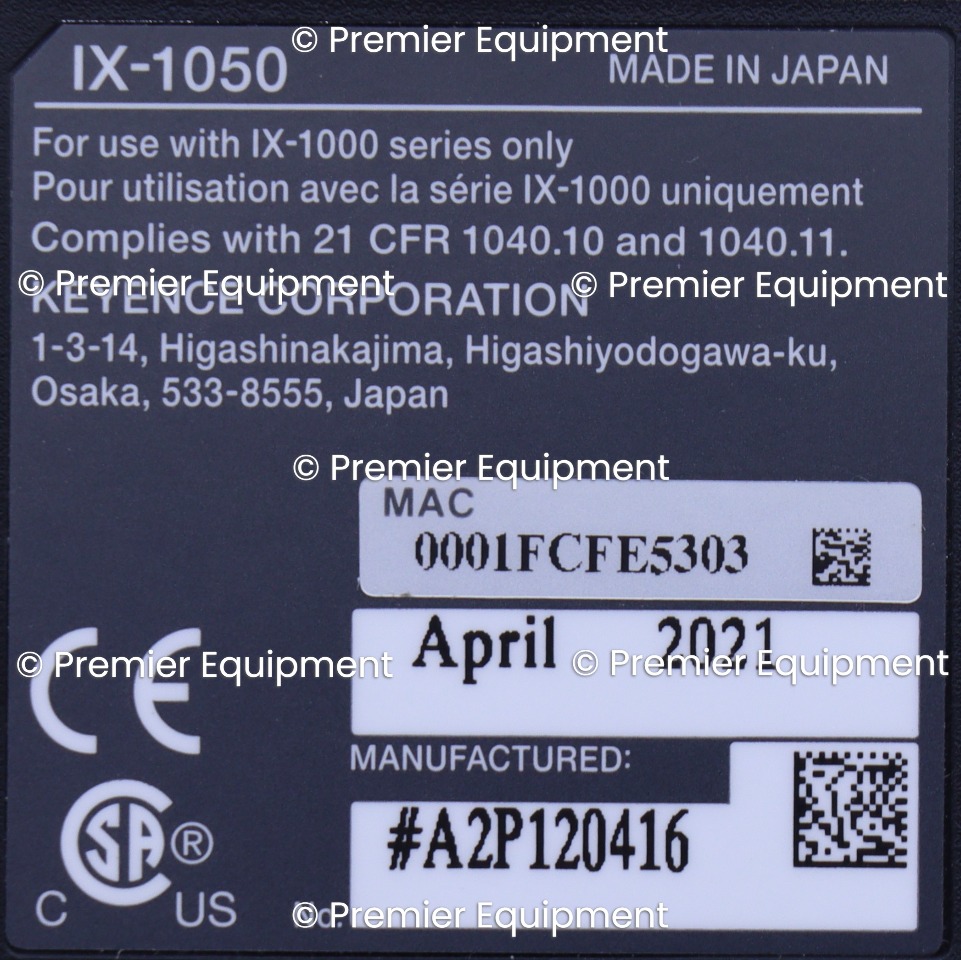 © Premier Equipment
IX-1050 MADE IN JAPAN
For use with IX-1000 series only
Pour utilisation avec la série IX-1000 uniquement
Complies with 21 CFR 1040.10 and 1040.11.
© Premier Equipment © Premier Equipment
KEYENCE CORPORATION
1-3-14, Higashinakajima, Higashiyodogawa-ku,
Osaka, 533-8555, Japan
© Premier Equipment
MAC
0001FCFE5303
April 2021
© Premier Equipment © Premier Equipment
CE
MANUFACTURED:
#A2P120416
SA ®
C US
© Premier Equipment